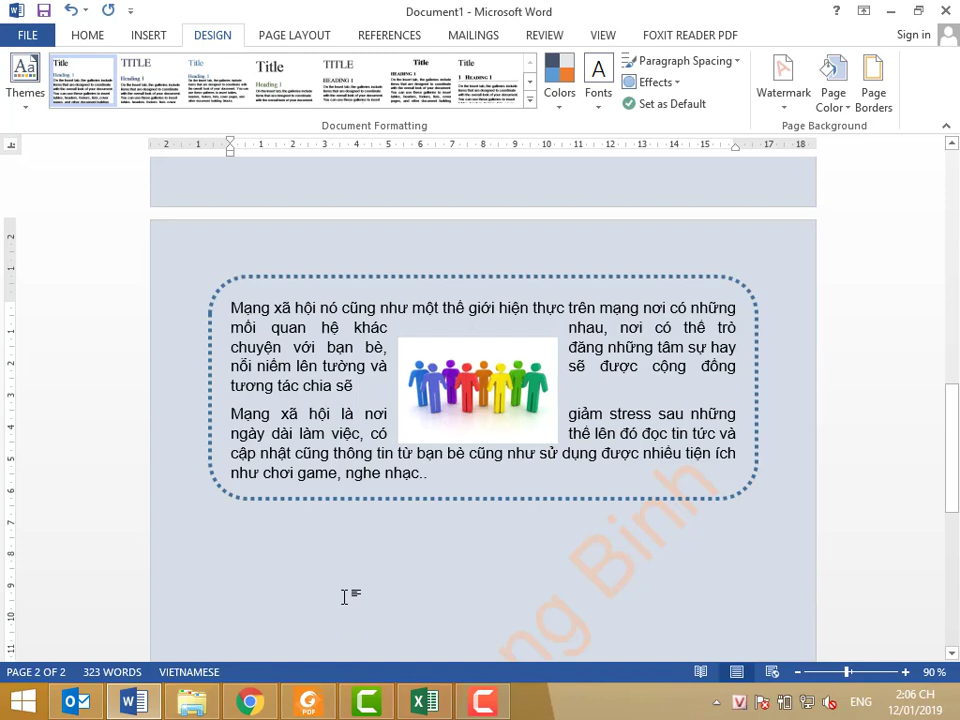 Document1 - Microsoft Word
FILE HOME INSERT DESIGN PAGE LAYOUT REFERENCES MAILINGS REVIEW VIEW FOXIT READER PDF Sign in
Themes
Colors
Fonts
Paragraph Spacing
Effects
Set as Default
Watermark
Page Color
Page Borders
Document Formatting
Page Background
Mạng xã hội nó cũng như một thế giới hiện thực trên mạng nơi có những
mối quan hệ khác nhau, nơi có thể trò
chuyện với bạn bè, đăng những tâm sự hay
nỗi niềm lên tường và sẽ được cộng đồng
tương tác chia sẽ
Mạng xã hội là nơi giảm stress sau những
ngày dài làm việc, có thể lên đó đọc tin tức và
cập nhật cũng thông tin từ bạn bè cũng như sử dụng được nhiều tiện ích
như chơi game, nghe nhạc..
ng Binh
PAGE 2 OF 2 323 WORDS VIETNAMESE 90 %
ENG
2:06 CH
12/01/2019